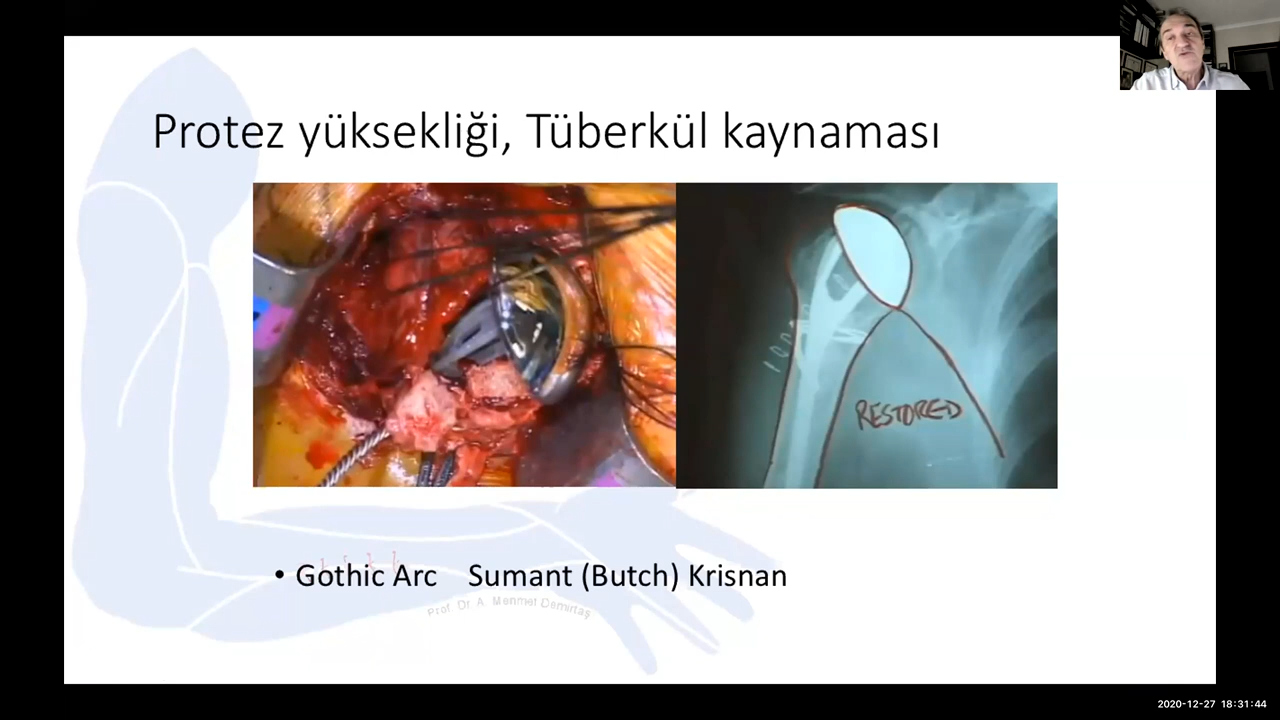 Protez yüksekliği, Tüberkül kaynaması
RESTORED
• Gothic Arc Sumant (Butch) Krisnan
Prof. Dr. A. Mehmet Demirtaş
2020-12-27 18:31:44